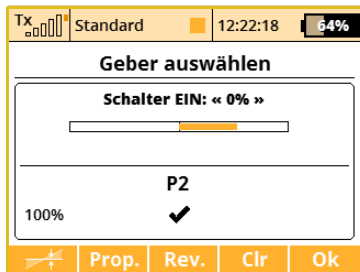 Tx Standard 12:22:18 64%
Geber auswählen
Schalter EIN: « 0% »
P2
100%
Prop. Rev. Clr Ok